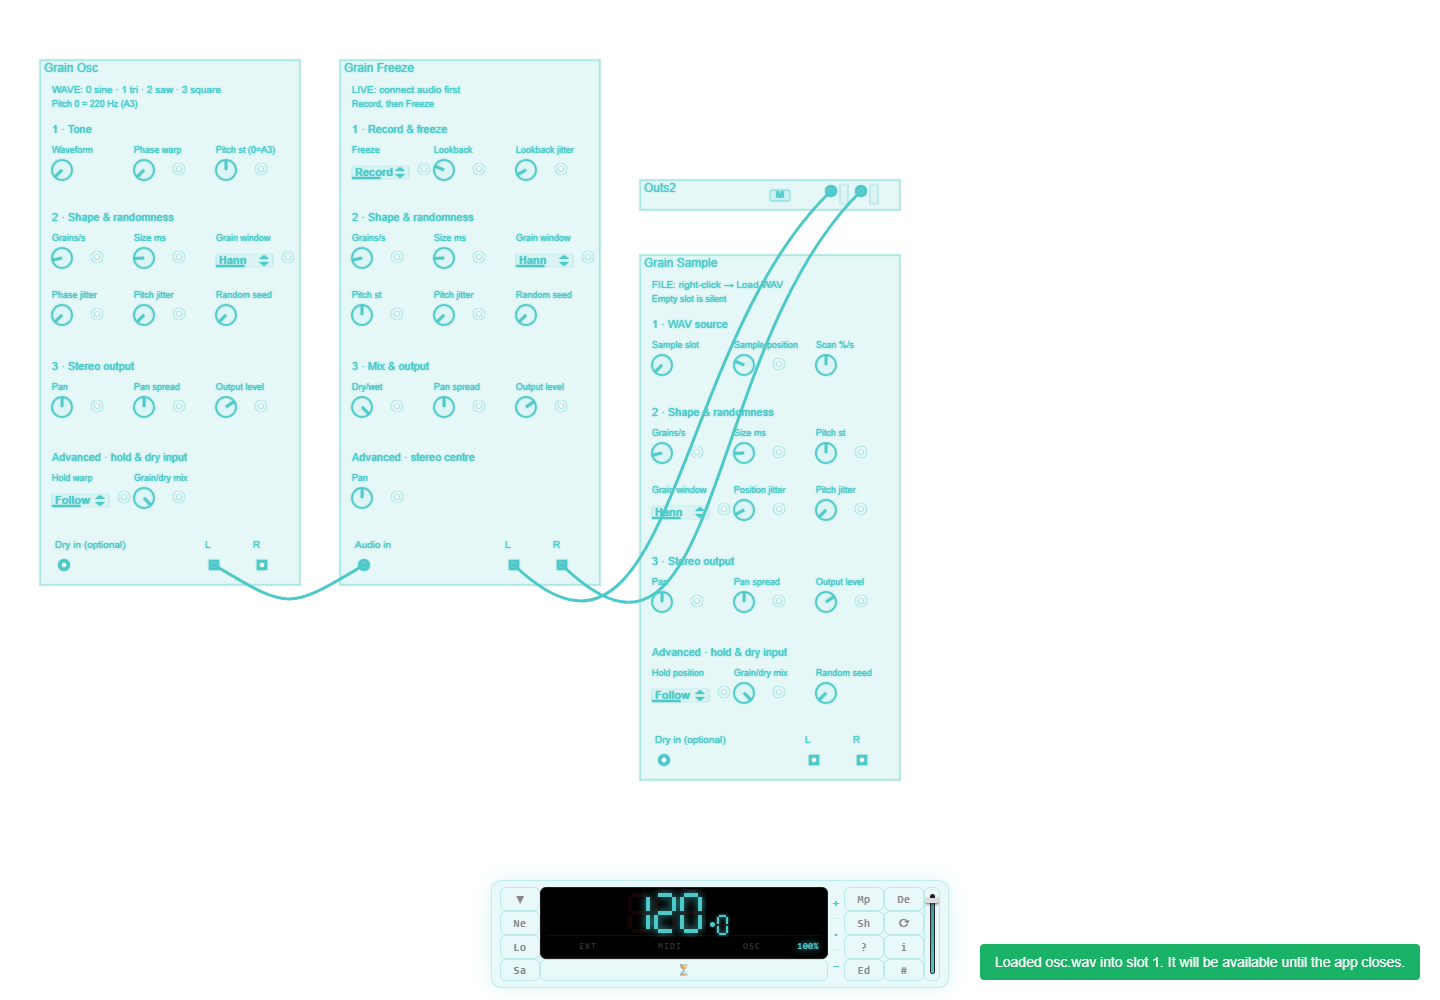 Grain Osc
WAVE: 0 sine · 1 tri · 2 saw · 3 square
Pitch 0 = 220 Hz (A3)
1 · Tone
Waveform Phase warp Pitch st (0=A3)
2 · Shape & randomness
Grains/s Size ms Grain window
Hann
Phase jitter Pitch jitter Random seed
3 · Stereo output
Pan Pan spread Output level
Advanced · hold & dry input
Hold warp Grain/dry mix
Follow
Dry in (optional) L R
Grain Freeze
LIVE: connect audio first
Record, then Freeze
1 · Record & freeze
Freeze Lookback Lookback jitter
Record
2 · Shape & randomness
Grains/s Size ms Grain window
Hann
Pitch st Pitch jitter Random seed
3 · Mix & output
Dry/wet Pan spread Output level
Advanced · stereo centre
Pan
Audio in L R
Outs2 M
Grain Sample
FILE: right-click → Load WAV
Empty slot is silent
1 · WAV source
Sample slot Sample position Scan %/s
2 · Shape & randomness
Grains/s Size ms Pitch st
Grain window Position jitter Pitch jitter
Hann
3 · Stereo output
Pan Pan spread Output level
Advanced · hold & dry input
Hold position Grain/dry mix Random seed
Follow
Dry in (optional) L R
▼ 120.0 + Mp De
Ne - Sh ⟳
Lo EXT MIDI OSC 100% ? i
Sa ⏳ − Ed #
Loaded osc.wav into slot 1. It will be available until the app closes.